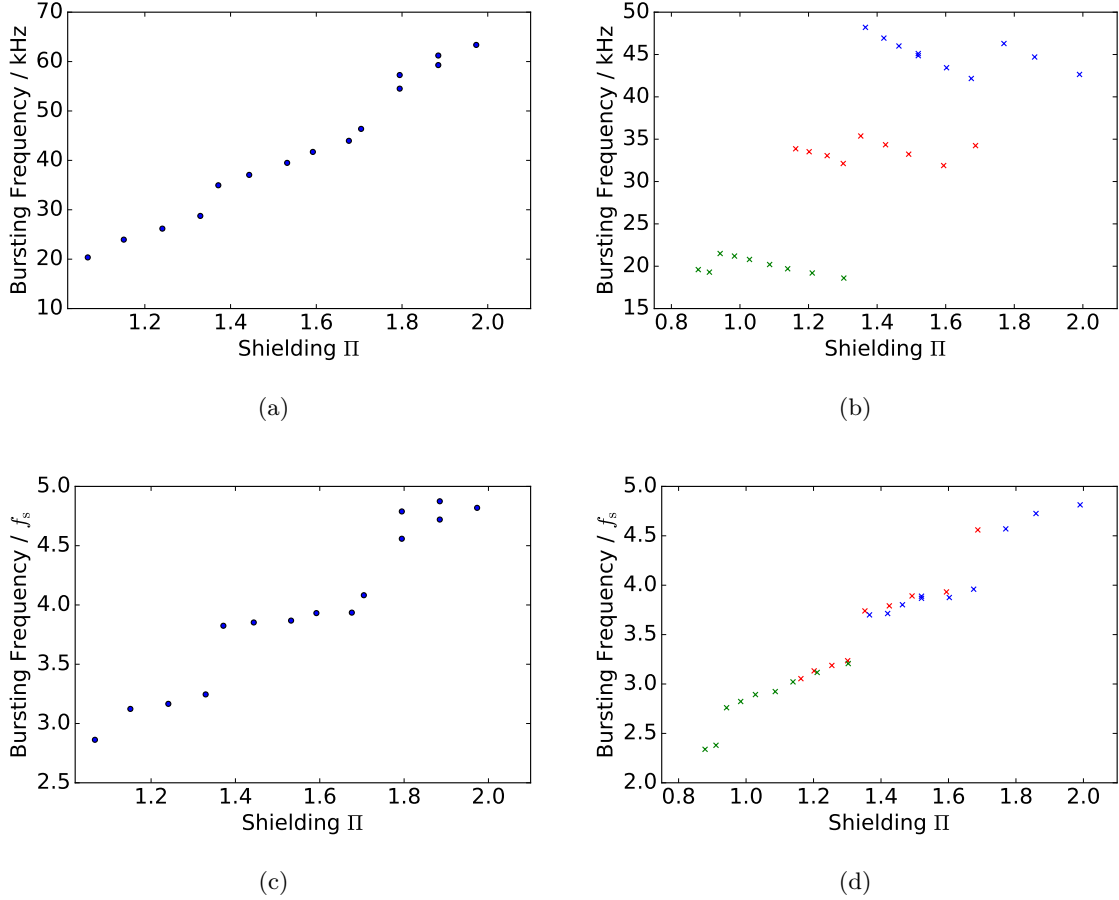 70
60
50
40
30
20
10
Bursting Frequency / kHz
1.2 1.4 1.6 1.8 2.0
Shielding Π
(a)
50
45
40
35
30
25
20
15
Bursting Frequency / kHz
0.8 1.0 1.2 1.4 1.6 1.8 2.0
Shielding Π
(b)
5.0
4.5
4.0
3.5
3.0
2.5
Bursting Frequency / fs
1.2 1.4 1.6 1.8 2.0
Shielding Π
(c)
5.0
4.5
4.0
3.5
3.0
2.5
2.0
Bursting Frequency / fs
0.8 1.0 1.2 1.4 1.6 1.8 2.0
Shielding Π
(d)